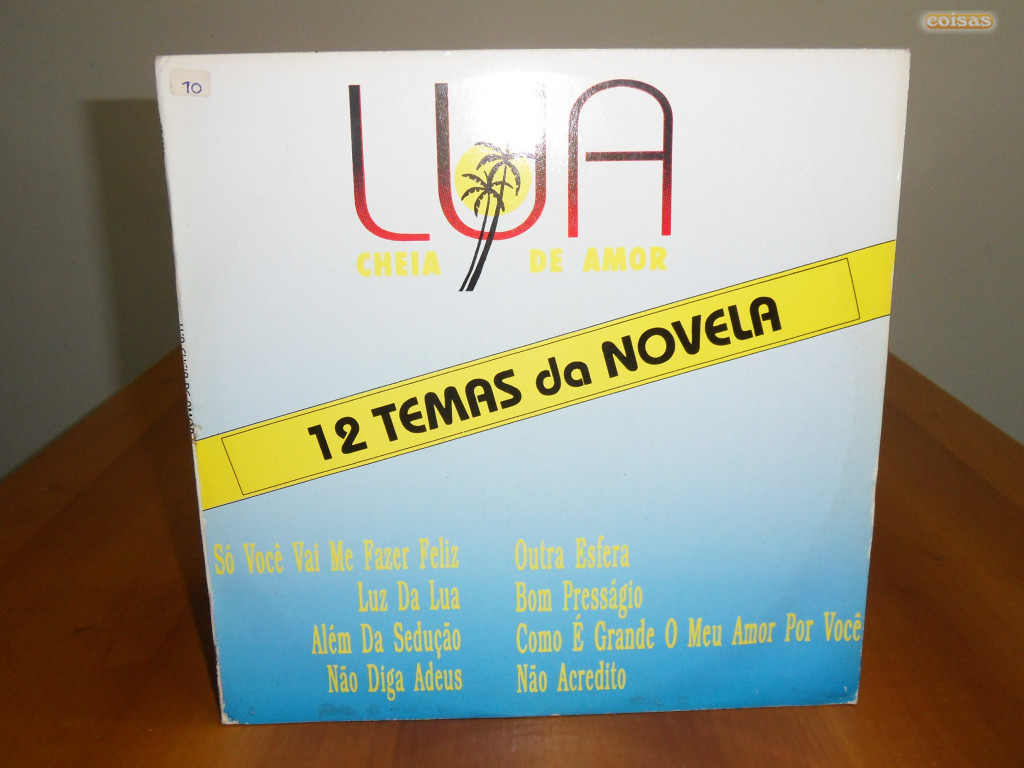 coisas
10
LUA
CHEIA DE AMOR
12 TEMAS da NOVELA
Só Você Vai Me Fazer Feliz
Luz Da Lua
Além Da Sedução
Não Diga Adeus
Outra Esfera
Bom Presságio
Como É Grande O Meu Amor Por Você
Não Acredito